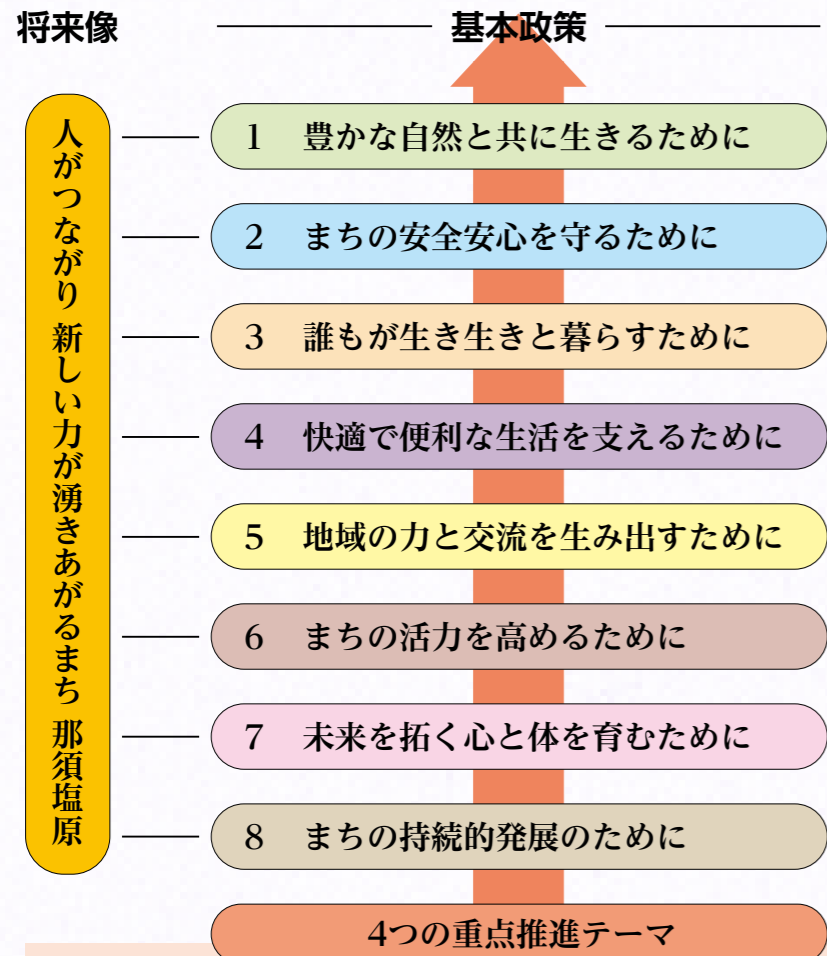 将来像
基本政策
人がつながり 新しい力が湧きあがるまち 那須塩原
1 豊かな自然と共に生きるために
2 まちの安全安心を守るために
3 誰もが生き生きと暮らすために
4 快適で便利な生活を支えるために
5 地域の力と交流を生み出すために
6 まちの活力を高めるために
7 未来を拓く心と体を育むために
8 まちの持続的発展のために
4つの重点推進テーマ